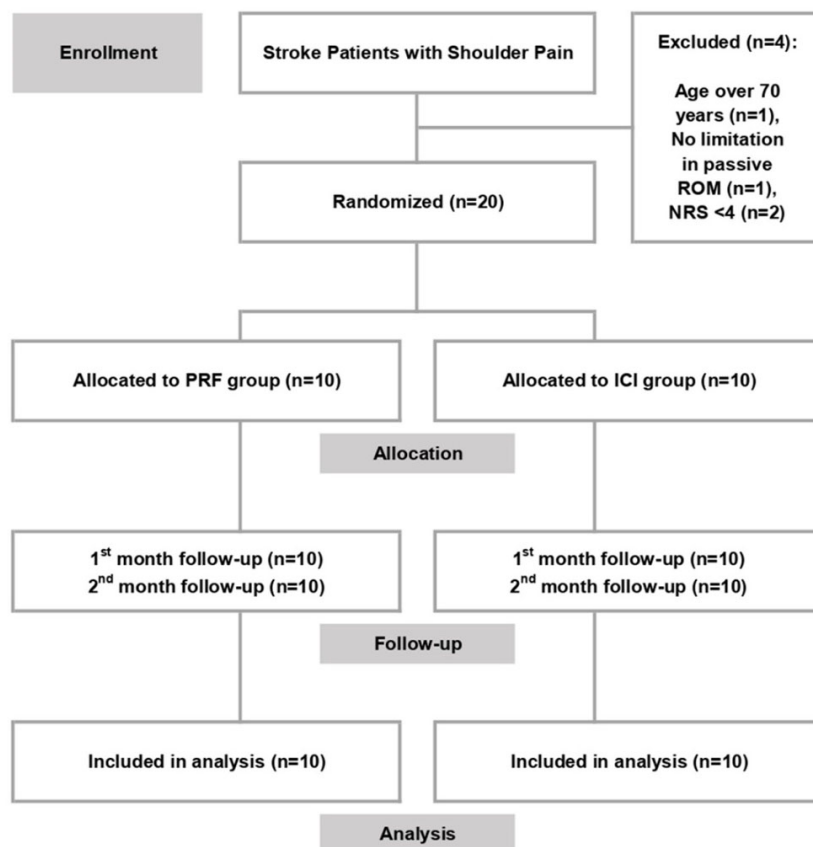 Enrollment
Stroke Patients with Shoulder Pain
Excluded (n=4):
Age over 70
years (n=1),
No limitation
in passive
ROM (n=1),
NRS <4 (n=2)
Randomized (n=20)
Allocated to PRF group (n=10)
Allocated to ICI group (n=10)
Allocation
1st month follow-up (n=10)
2nd month follow-up (n=10)
1st month follow-up (n=10)
2nd month follow-up (n=10)
Follow-up
Included in analysis (n=10)
Included in analysis (n=10)
Analysis